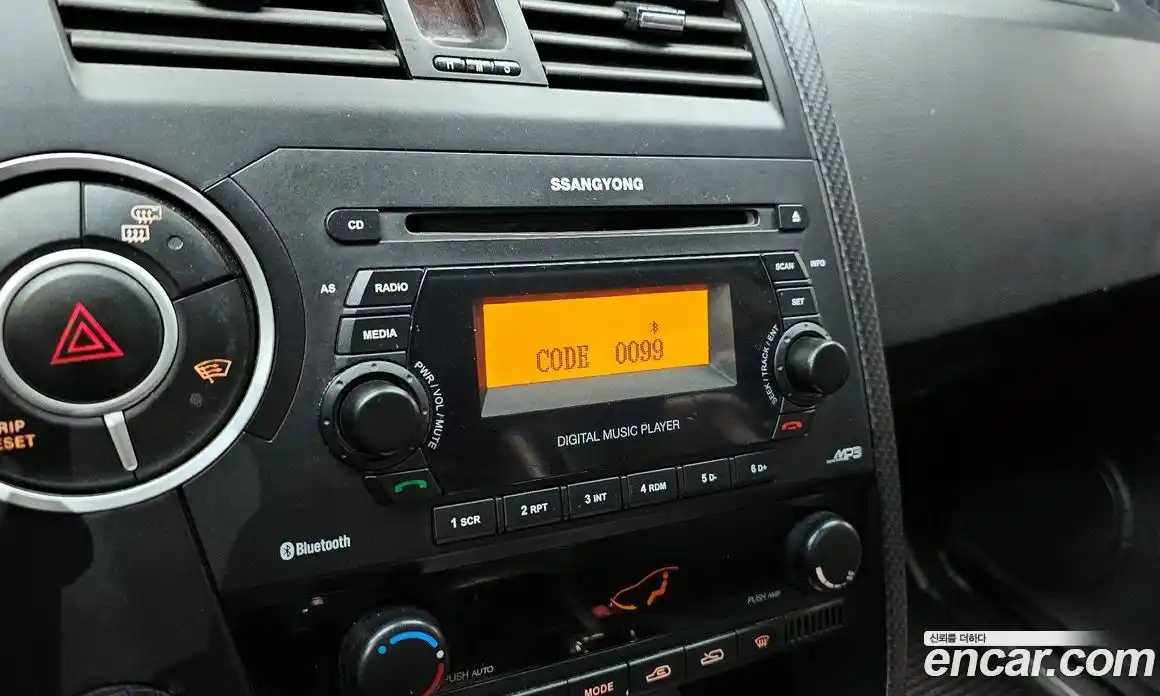 H M S
SSANGYONG
CD
AS
RADIO
SCAN
INFO
MEDIA
SET
CODE 0099
PWR / VOL / MUTE
SEEK / TRACK / ENT
DIGITAL MUSIC PLAYER
MP3
1 SCR
2 RPT
3 INT
4 RDM
5 D-
6 D+
TRIP
RESET
Bluetooth
PUSH AMB
PUSH AUTO
MODE
신뢰를 더하다
encar.com